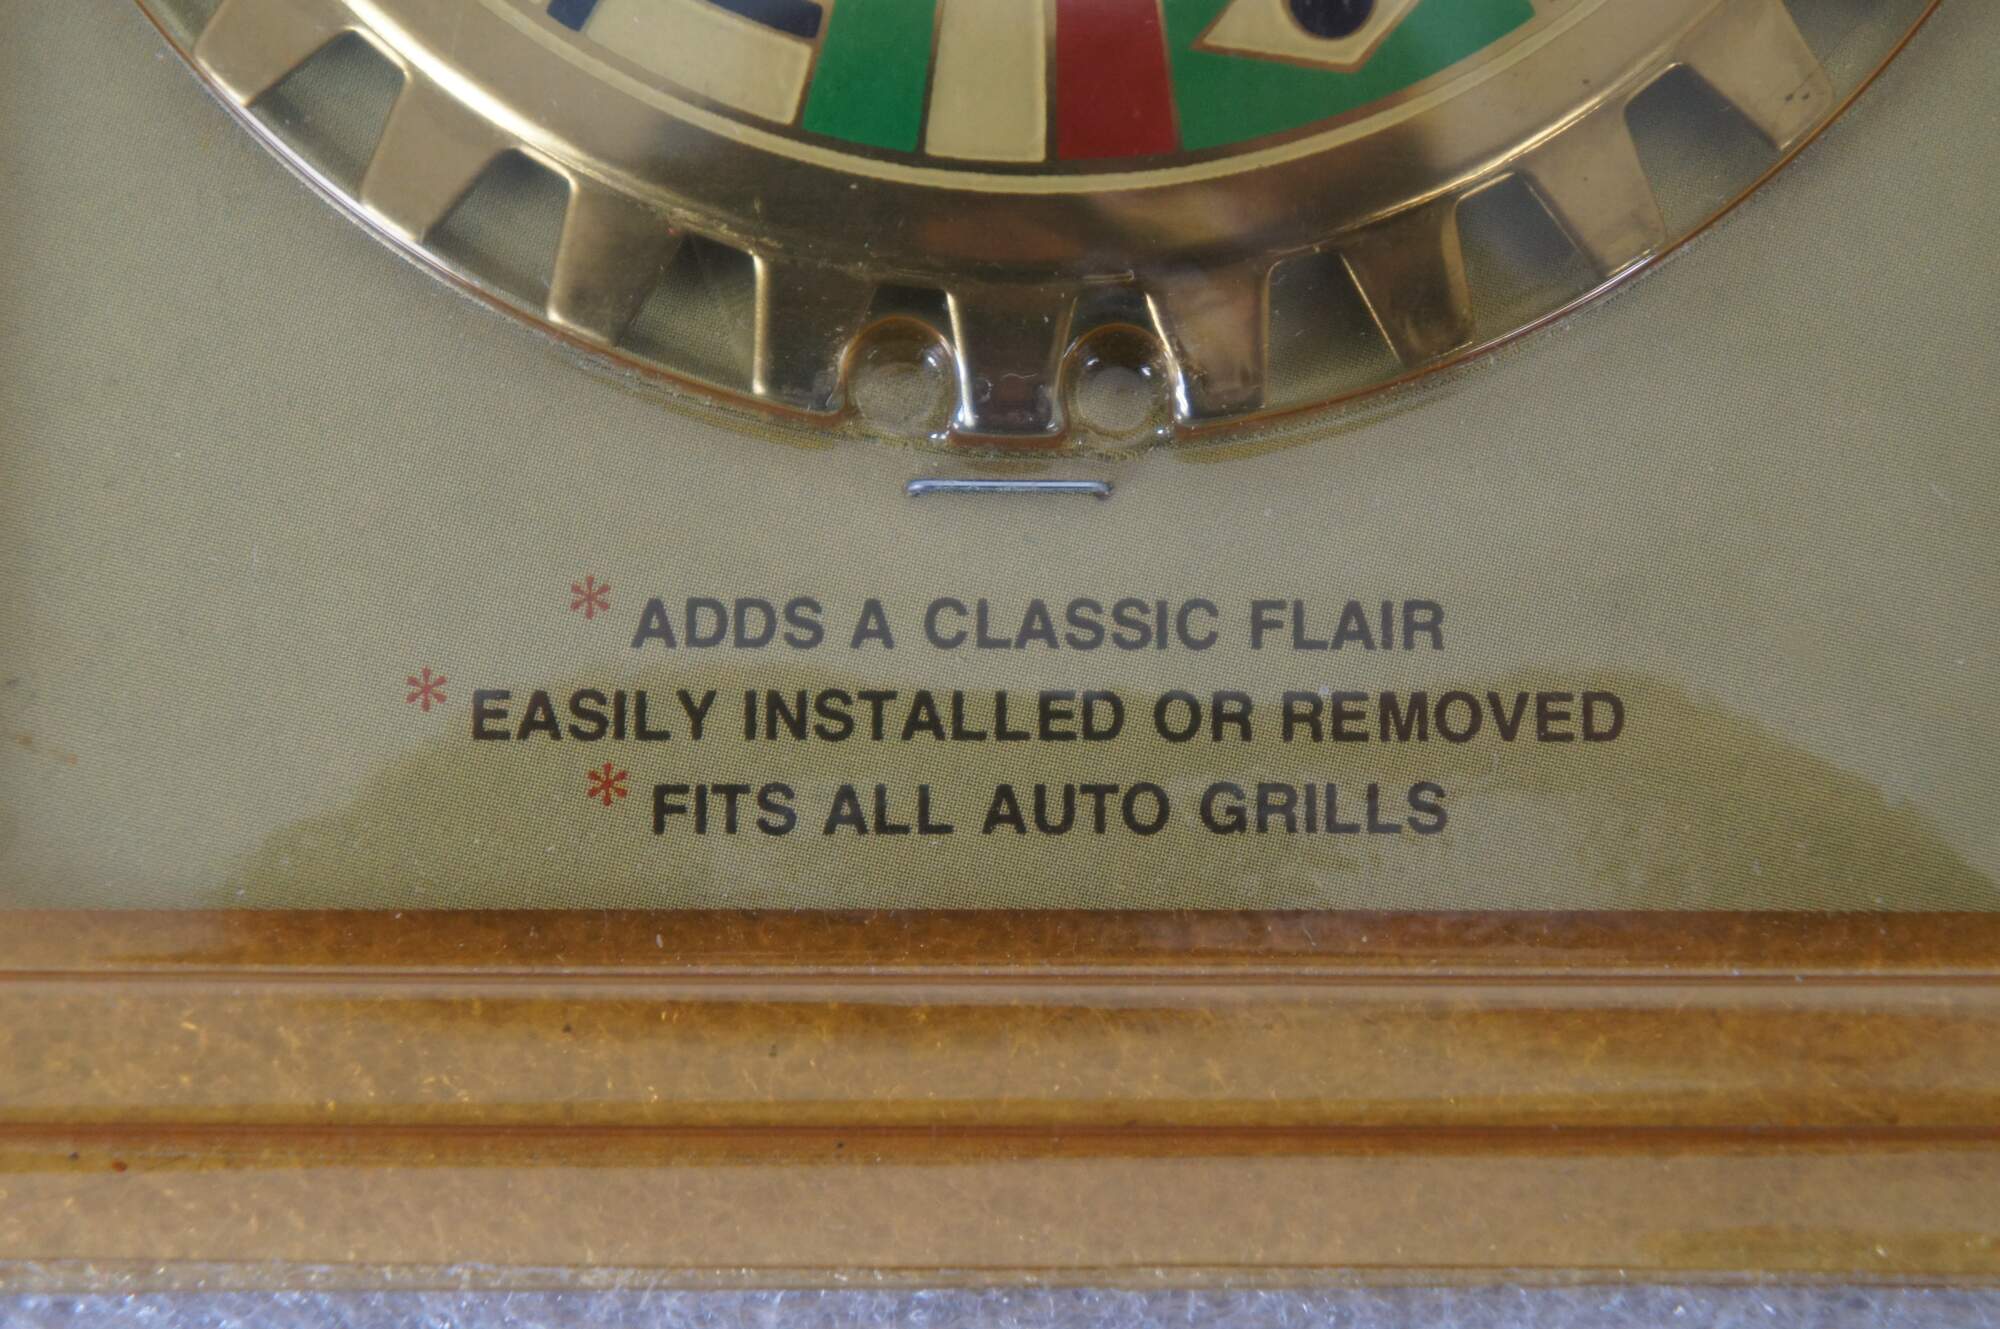 * ADDS A CLASSIC FLAIR
* EASILY INSTALLED OR REMOVED
* FITS ALL AUTO GRILLS